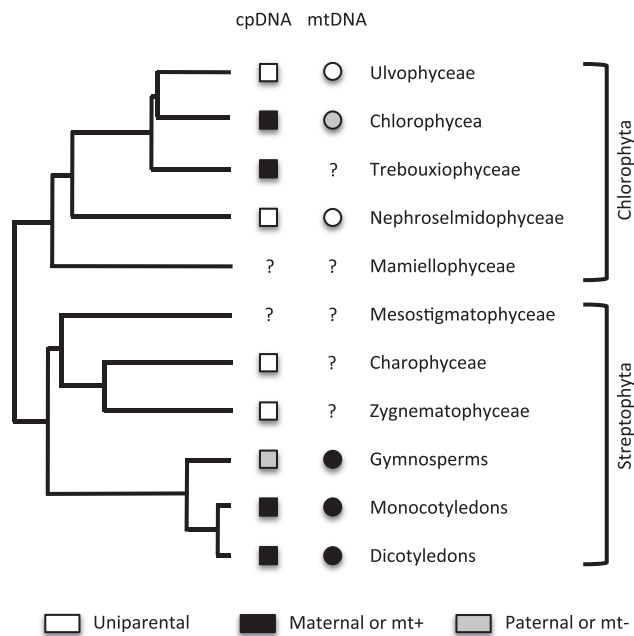 cpDNA mtDNA
Ulvophyceae
Chlorophycea
? Trebouxiophyceae
Nephroselmidophyceae
? ? Mamiellophyceae
Chlorophyta
? ? Mesostigmatophyceae
? Charophyceae
? Zygnematophyceae
Gymnosperms
Monocotyledons
Dicotyledons
Streptophyta
Uniparental Maternal or mt+ Paternal or mt-